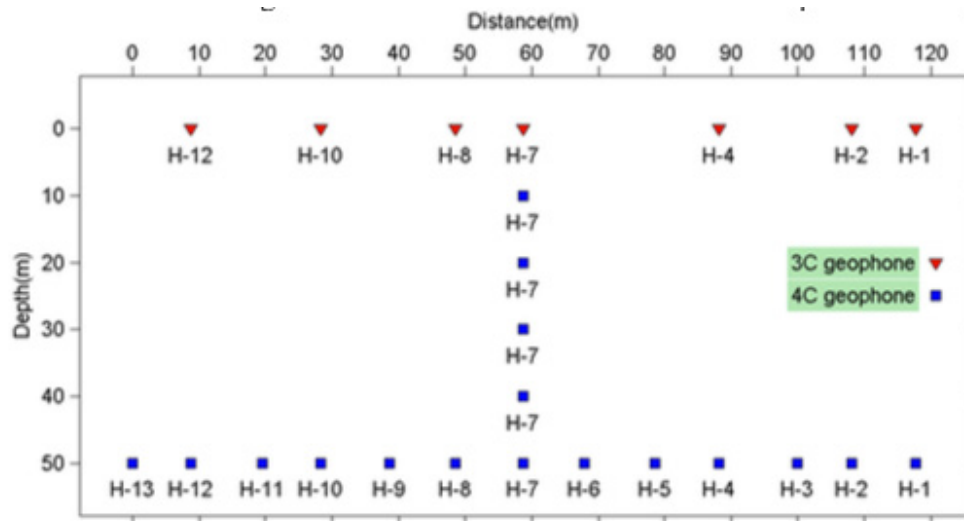 Distance(m)
0 10 20 30 40 50 60 70 80 90 100 110 120
0
H-12 H-10 H-8 H-7 H-4 H-2 H-1
10
H-7
20
H-7
3C geophone
4C geophone
30
H-7
Depth(m)
40
H-7
50
H-13 H-12 H-11 H-10 H-9 H-8 H-7 H-6 H-5 H-4 H-3 H-2 H-1